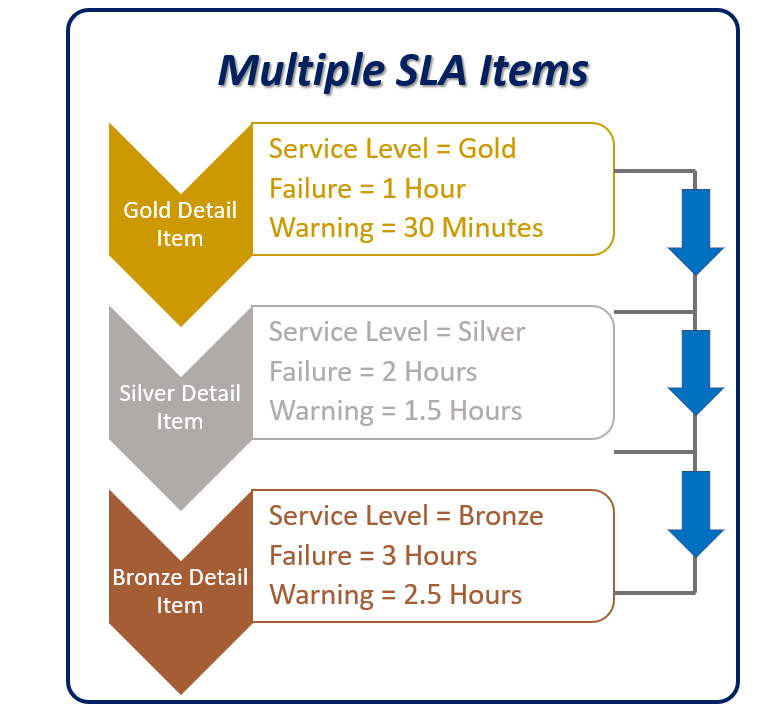 Multiple SLA Items
Gold Detail
Item
Service Level = Gold
Failure = 1 Hour
Warning = 30 Minutes
Silver Detail
Item
Service Level = Silver
Failure = 2 Hours
Warning = 1.5 Hours
Bronze Detail
Item
Service Level = Bronze
Failure = 3 Hours
Warning = 2.5 Hours